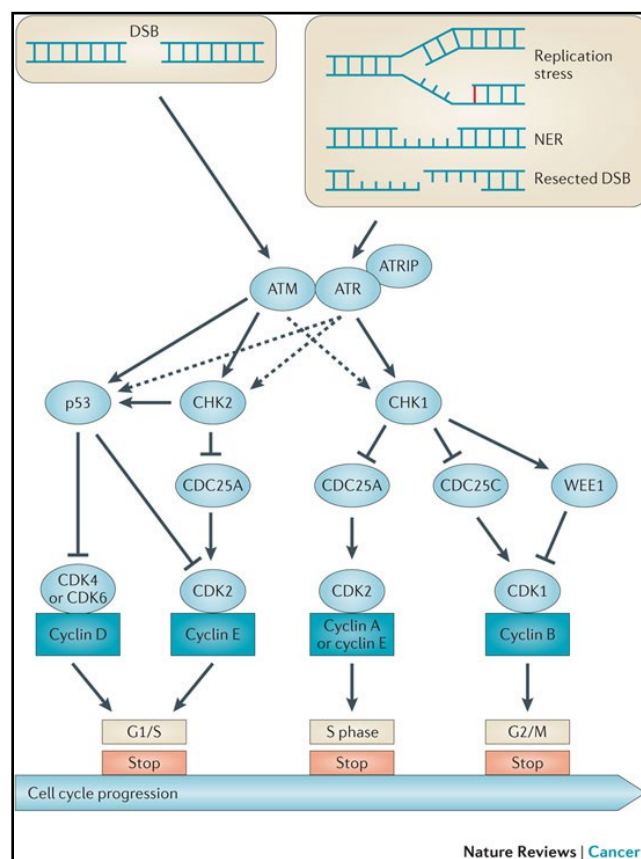 DSB
Replication
stress
NER
Resected DSB
ATRIP
ATM
ATR
p53
CHK2
CHK1
CDC25A
CDC25A
CDC25C
WEE1
CDK4
or CDK6
CDK2
CDK2
CDK1
Cyclin D
Cyclin E
Cyclin A
or cyclin E
Cyclin B
G1/S
S phase
G2/M
Stop
Stop
Stop
Cell cycle progression
Nature Reviews | Cancer